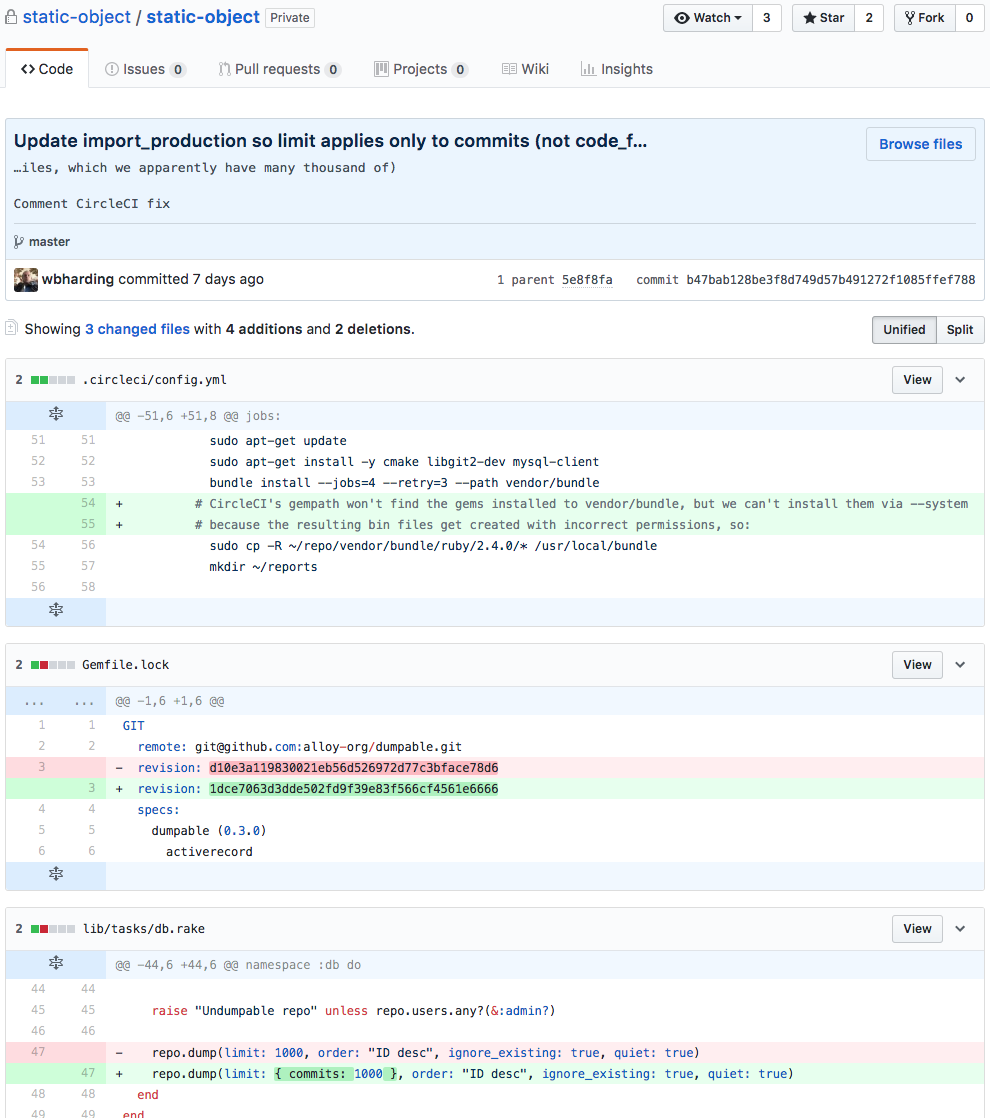 static-object / static-object Private
Watch 3 Star 2 Fork 0
Code Issues 0 Pull requests 0 Projects 0 Wiki Insights
Update import_production so limit applies only to commits (not code_f...
Browse files
…iles, which we apparently have many thousand of)
Comment CircleCI fix
master
wbharding committed 7 days ago 1 parent 5e8f8fa commit b47bab128be3f8d749d57b491272f1085ffef788
Showing 3 changed files with 4 additions and 2 deletions. Unified Split
2 .circleci/config.yml View
@@ -51,6 +51,8 @@ jobs:
51 51 sudo apt-get update
52 52 sudo apt-get install -y cmake libgit2-dev mysql-client
53 53 bundle install --jobs=4 --retry=3 --path vendor/bundle
54 + # CircleCI's gempath won't find the gems installed to vendor/bundle, but we can't install them via --system
55 + # because the resulting bin files get created with incorrect permissions, so:
54 56 sudo cp -R ~/repo/vendor/bundle/ruby/2.4.0/* /usr/local/bundle
55 57 mkdir ~/reports
56 58
2 Gemfile.lock View
... ... @@ -1,6 +1,6 @@
1 1 GIT
2 2 remote: git@github.com:alloy-org/dumpable.git
3 - revision: d10e3a119830021eb56d526972d77c3bface78d6
3 + revision: 1dce7063d3dde502fd9f39e83f566cf4561e6666
4 4 specs:
5 5 dumpable (0.3.0)
6 6 activerecord
2 lib/tasks/db.rake View
@@ -44,6 +44,6 @@ namespace :db do
44 44
45 45 raise "Undumpable repo" unless repo.users.any?(&:admin?)
46 46
47 - repo.dump(limit: 1000, order: "ID desc", ignore_existing: true, quiet: true)
47 + repo.dump(limit: { commits: 1000 }, order: "ID desc", ignore_existing: true, quiet: true)
48 48 end
49 49 end